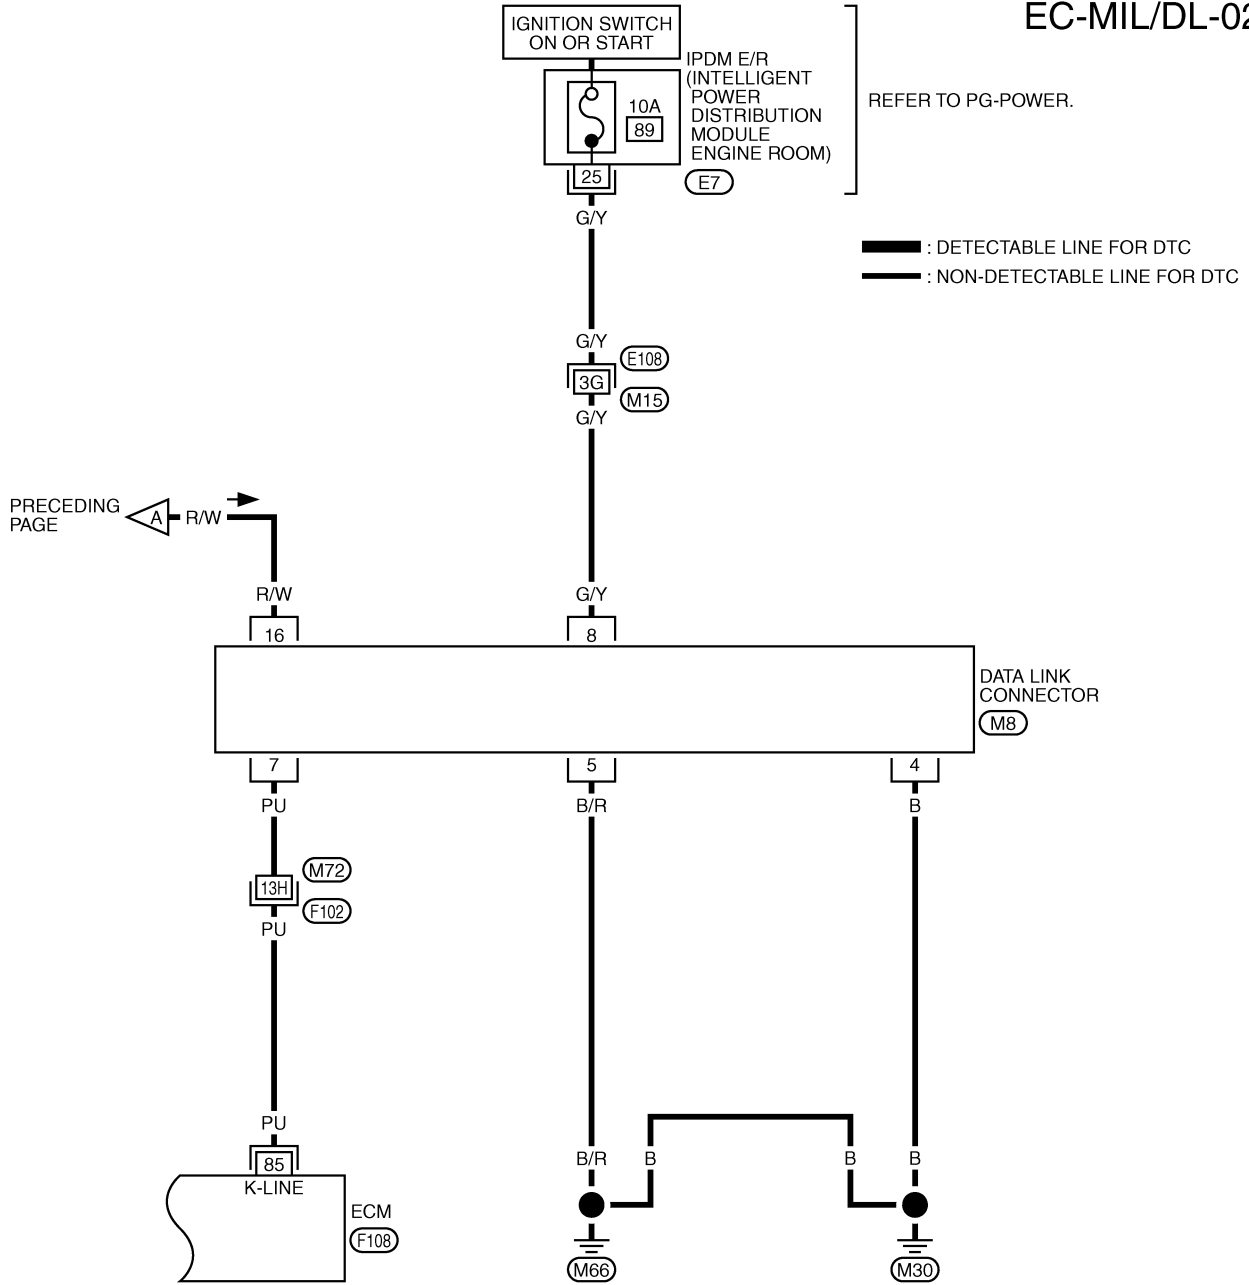 EC-MIL/DL-02
IGNITION SWITCH
ON OR START
IPDM E/R
(INTELLIGENT
POWER
DISTRIBUTION
MODULE
ENGINE ROOM)
10A
89
25
E7
REFER TO PG-POWER.
G/Y
: DETECTABLE LINE FOR DTC
: NON-DETECTABLE LINE FOR DTC
G/Y
E108
3G
M15
G/Y
PRECEDING
PAGE
A
R/W
R/W
G/Y
16
8
DATA LINK
CONNECTOR
M8
7
5
4
PU
B/R
B
M72
13H
F102
PU
PU
B/R
B
B
B
85
K-LINE
ECM
F108
M66
M30